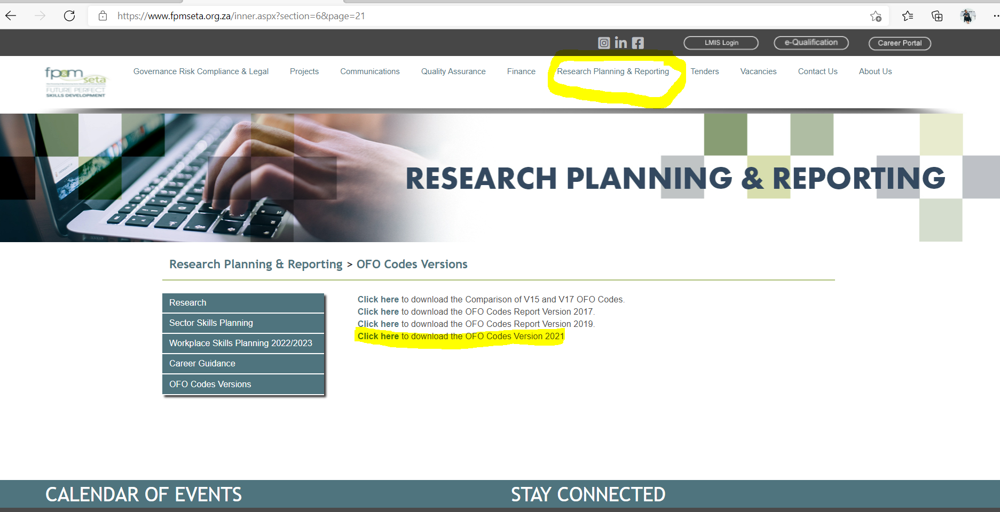 https://www.fpmseta.org.za/inner.aspx?section=6&page=21
LMIS Login
e-Qualification
Career Portal
fp&m
seta
FUTURE PERFECT
SKILLS DEVELOPMENT
Governance Risk Compliance & Legal
Projects
Communications
Quality Assurance
Finance
Research Planning & Reporting
Tenders
Vacancies
Contact Us
About Us
RESEARCH PLANNING & REPORTING
Research Planning & Reporting > OFO Codes Versions
Research
Sector Skills Planning
Workplace Skills Planning 2022/2023
Career Guidance
OFO Codes Versions
Click here to download the Comparison of V15 and V17 OFO Codes.
Click here to download the OFO Codes Report Version 2017.
Click here to download the OFO Codes Report Version 2019.
Click here to download the OFO Codes Version 2021
CALENDAR OF EVENTS
STAY CONNECTED